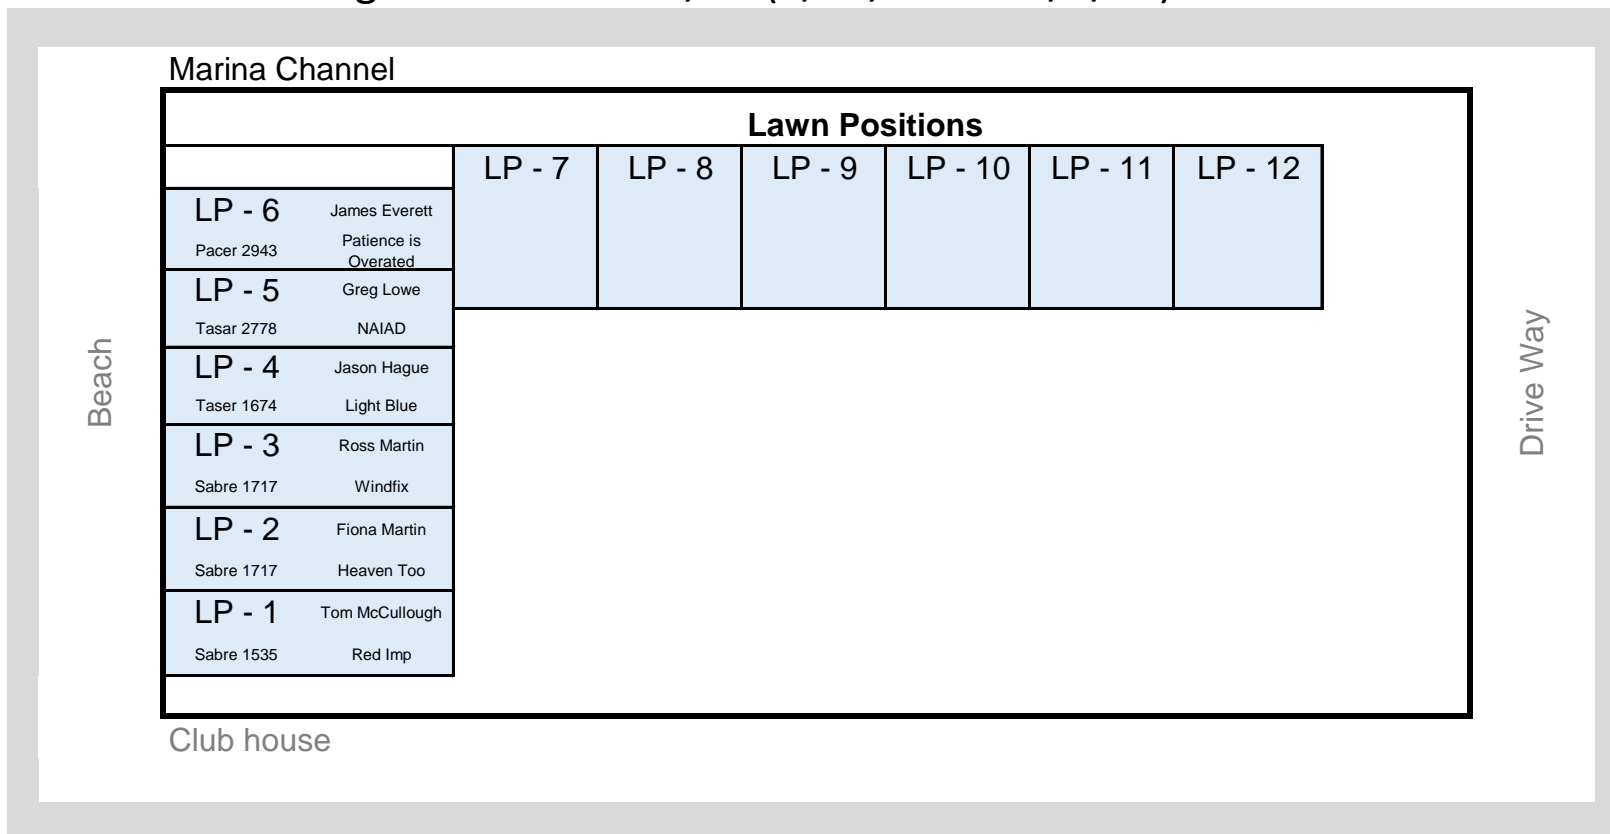 Marina Channel
Lawn Positions
LP - 7 LP - 8 LP - 9 LP - 10 LP - 11 LP - 12
LP - 6 James Everett
Pacer 2943 Patience is
Overated
LP - 5 Greg Lowe
Tasar 2778 NAIAD
LP - 4 Jason Hague
Taser 1674 Light Blue
LP - 3 Ross Martin
Sabre 1717 Windfix
LP - 2 Fiona Martin
Sabre 1717 Heaven Too
LP - 1 Tom McCullough
Sabre 1535 Red Imp
Beach
Drive Way
Club house